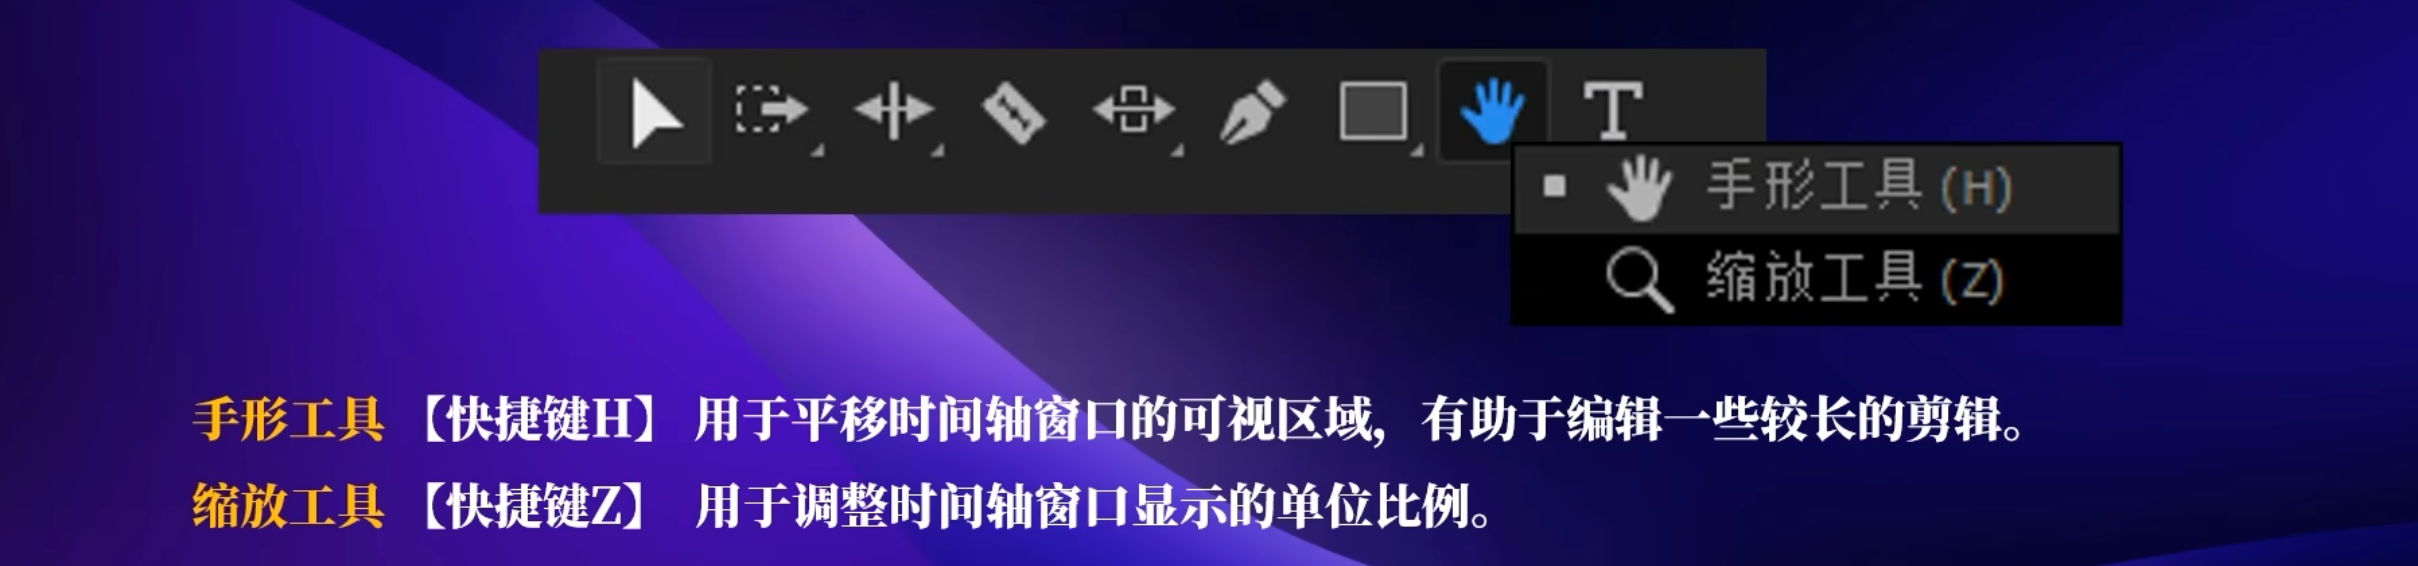 T
手形工具 (H)
缩放工具 (Z)
手形工具【快捷键H】 用于平移时间轴窗口的可视区域，有助于编辑一些较长的剪辑。
缩放工具【快捷键Z】 用于调整时间轴窗口显示的单位比例。